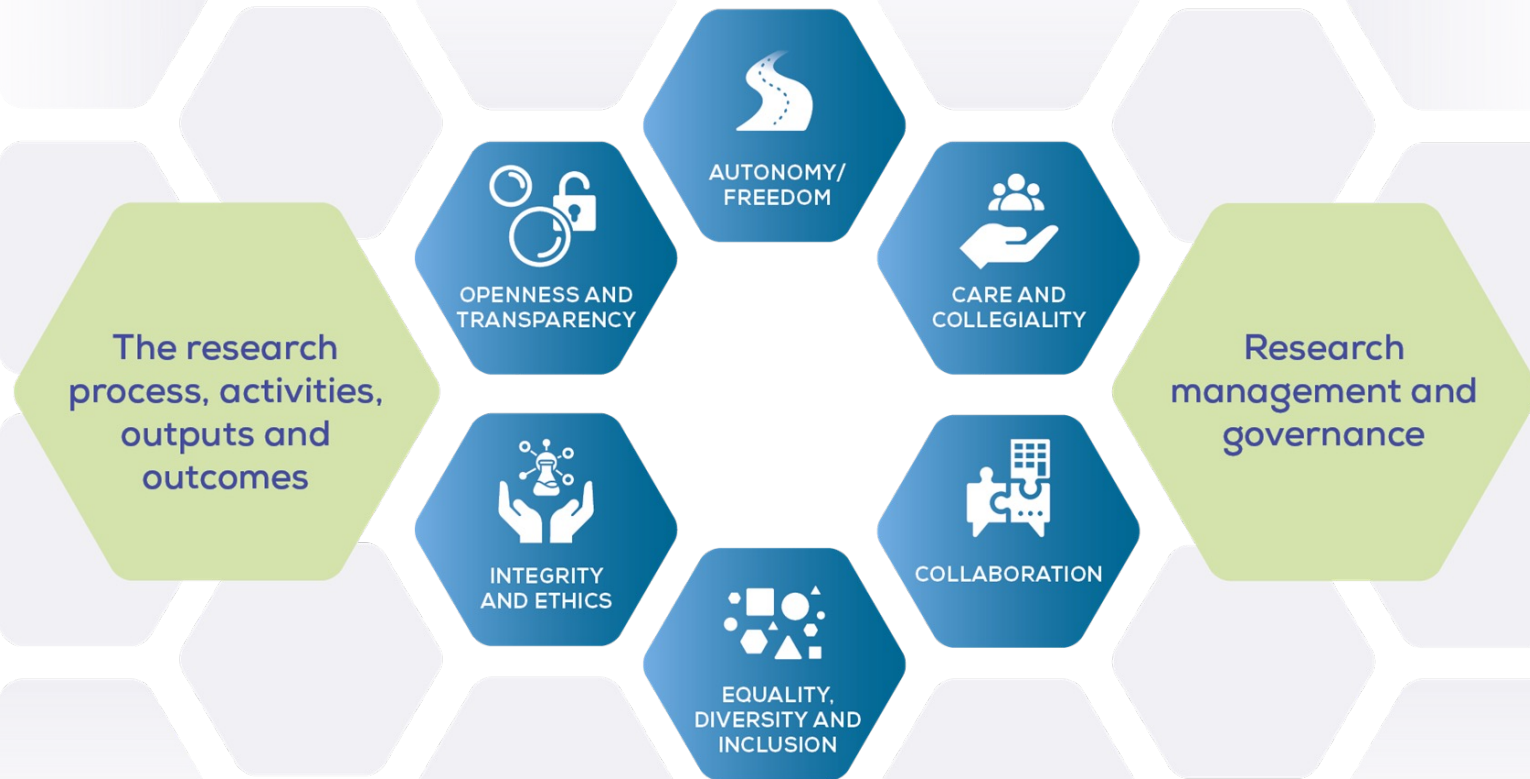 AUTONOMY/
FREEDOM
OPENNESS AND
TRANSPARENCY
CARE AND
COLLEGIALITY
The research
process, activities,
outputs and
outcomes
Research
management and
governance
INTEGRITY
AND ETHICS
COLLABORATION
EQUALITY,
DIVERSITY AND
INCLUSION